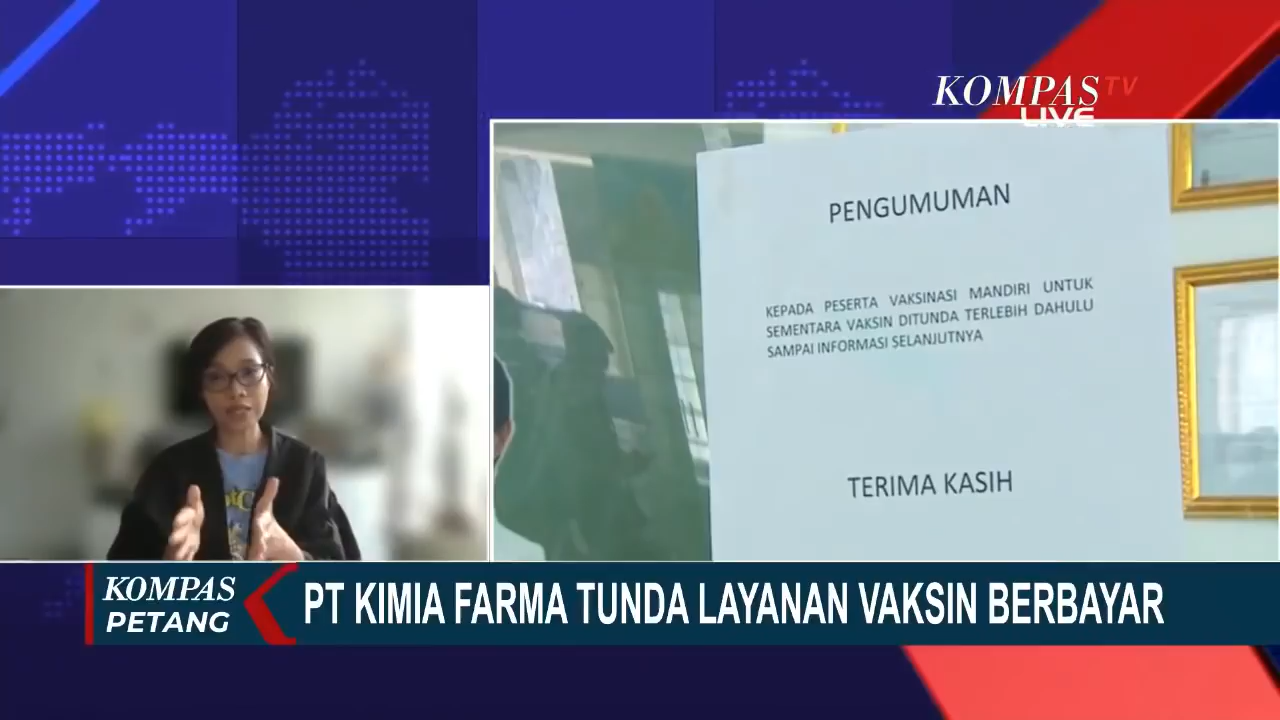 KOMPAS TV
LIVE
PENGUMUMAN
KEPADA PESERTA VAKSINASI MANDIRI UNTUK
SEMENTARA VAKSIN DITUNDA TERLEBIH DAHULU
SAMPAI INFORMASI SELANJUTNYA
TERIMA KASIH
KOMPAS
PETANG
PT KIMIA FARMA TUNDA LAYANAN VAKSIN BERBAYAR